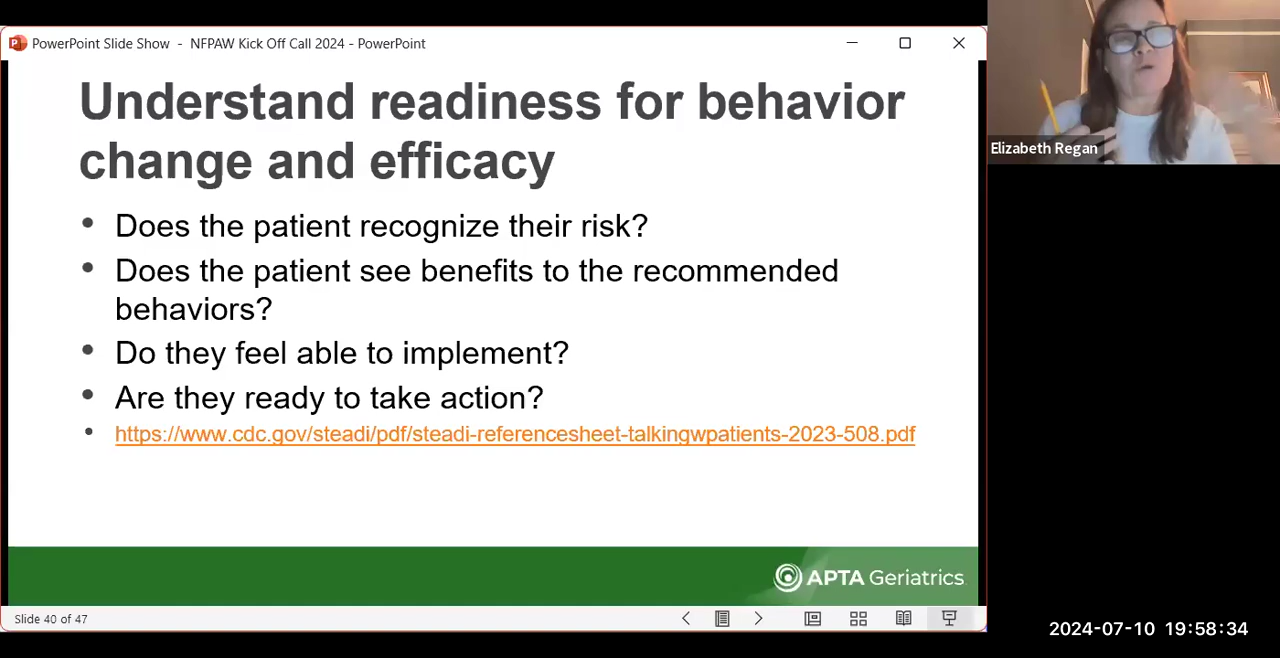 PowerPoint Slide Show - NFPAW Kick Off Call 2024 - PowerPoint
Understand readiness for behavior
change and efficacy
• Does the patient recognize their risk?
• Does the patient see benefits to the recommended
behaviors?
• Do they feel able to implement?
• Are they ready to take action?
• https://www.cdc.gov/steadi/pdf/steadi-referencesheet-talkingwpatients-2023-508.pdf
APTA Geriatrics
Slide 40 of 47
Elizabeth Regan
2024-07-10 19:58:34